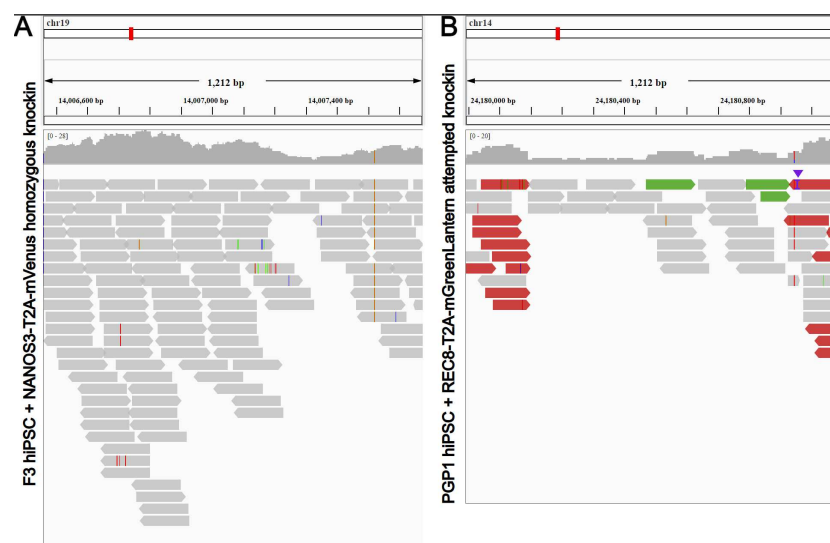 A
chr19
1,212 bp
14,006,600 bp 14,007,000 bp 14,007,400 bp
[0 - 28]
F3 hiPSC + NANOS3-T2A-mVenus homozygous knockin
B
chr14
1,212 bp
24,180,000 bp 24,180,400 bp 24,180,800 bp
[0 - 20]
PGP1 hiPSC + REC8-T2A-mGreenLantern attempted knockin